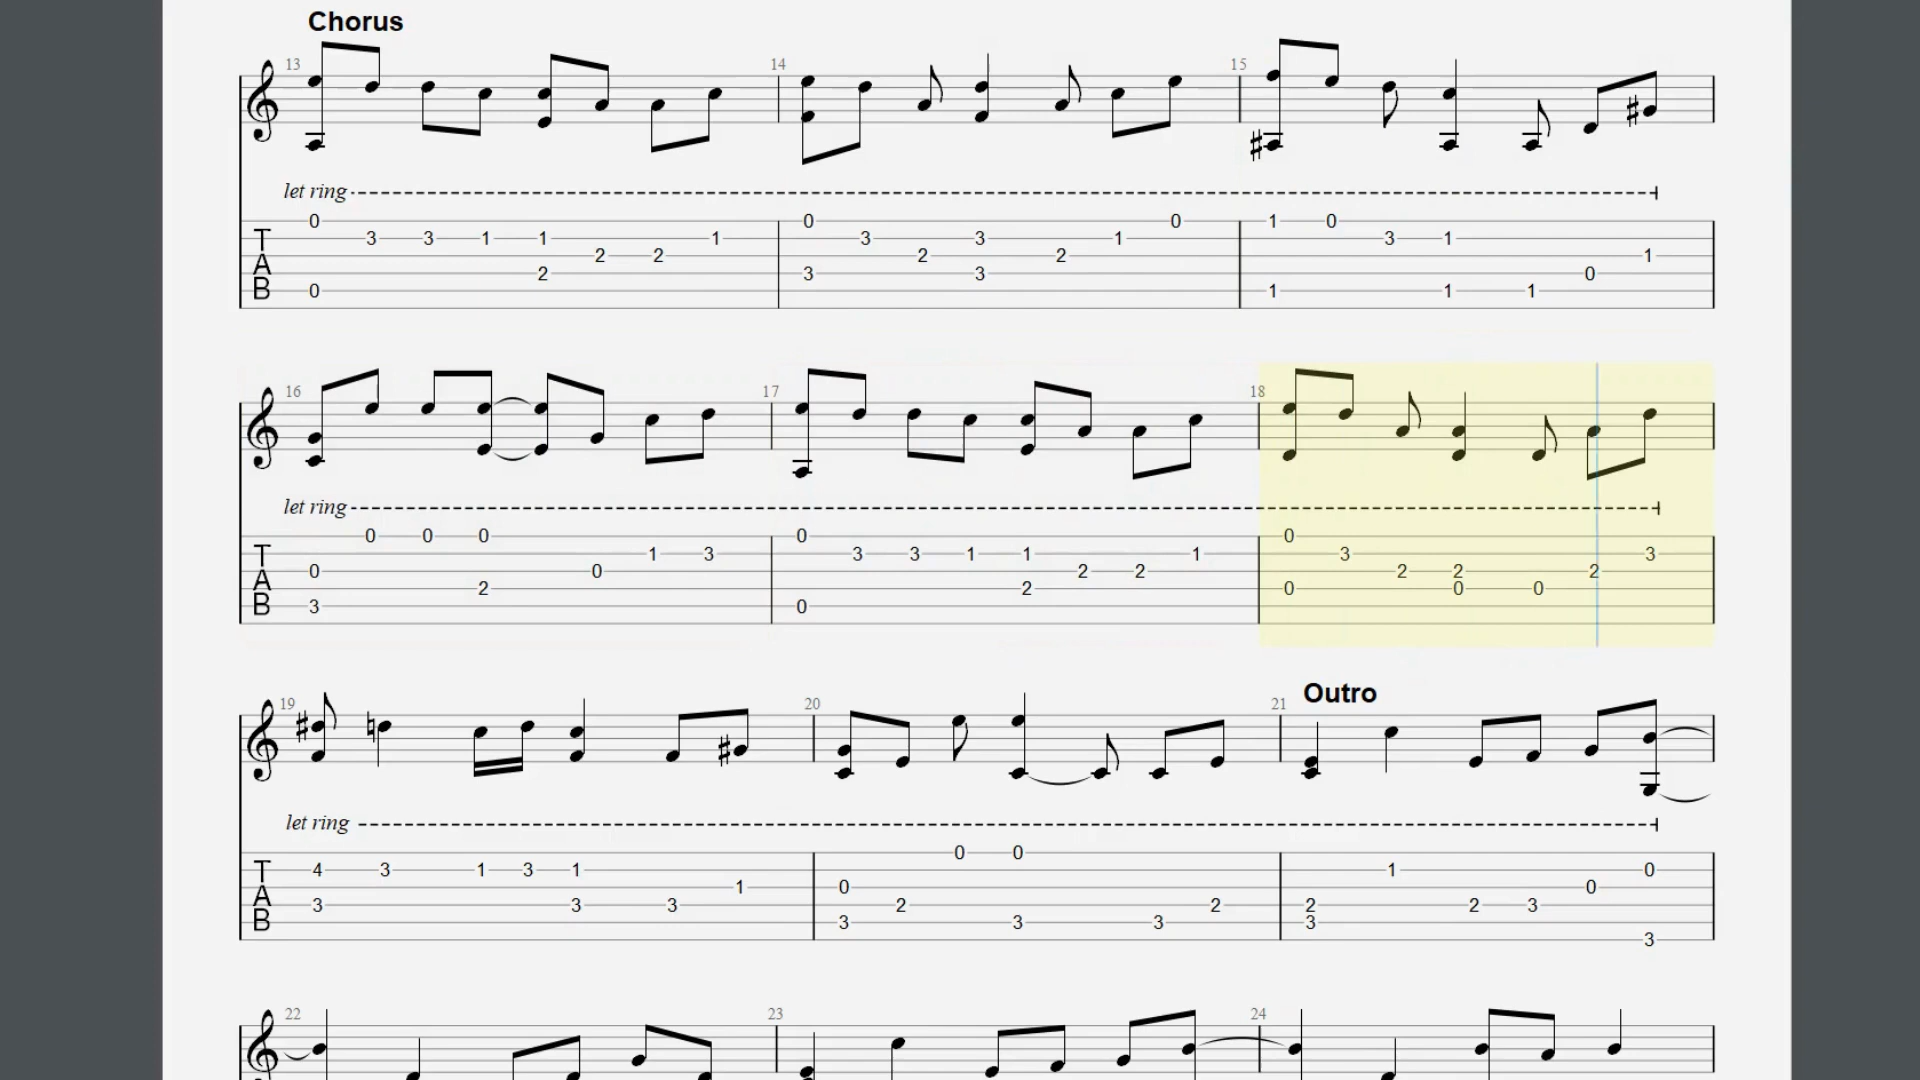 Chorus
13 14 15
let ring
0 0 0 1 0
3 3 1 1 1 3 3 1 3 1
T
2 2 2 2 1
A
2 3 3 0
B
0 1 1 1
16 17 18
let ring
0 0 0 0 0
1 3 3 3 1 1 1 3 3
T
0 0 2 2 2 2 2
A
2 2 0 0 0
B
3 0
Outro
19 20 21
let ring
0 0
4 3 1 3 1 1 0
T
1 0 0
A
3 3 3 2 2 2 2 3
B
3 3 3 3
3
22 23 24